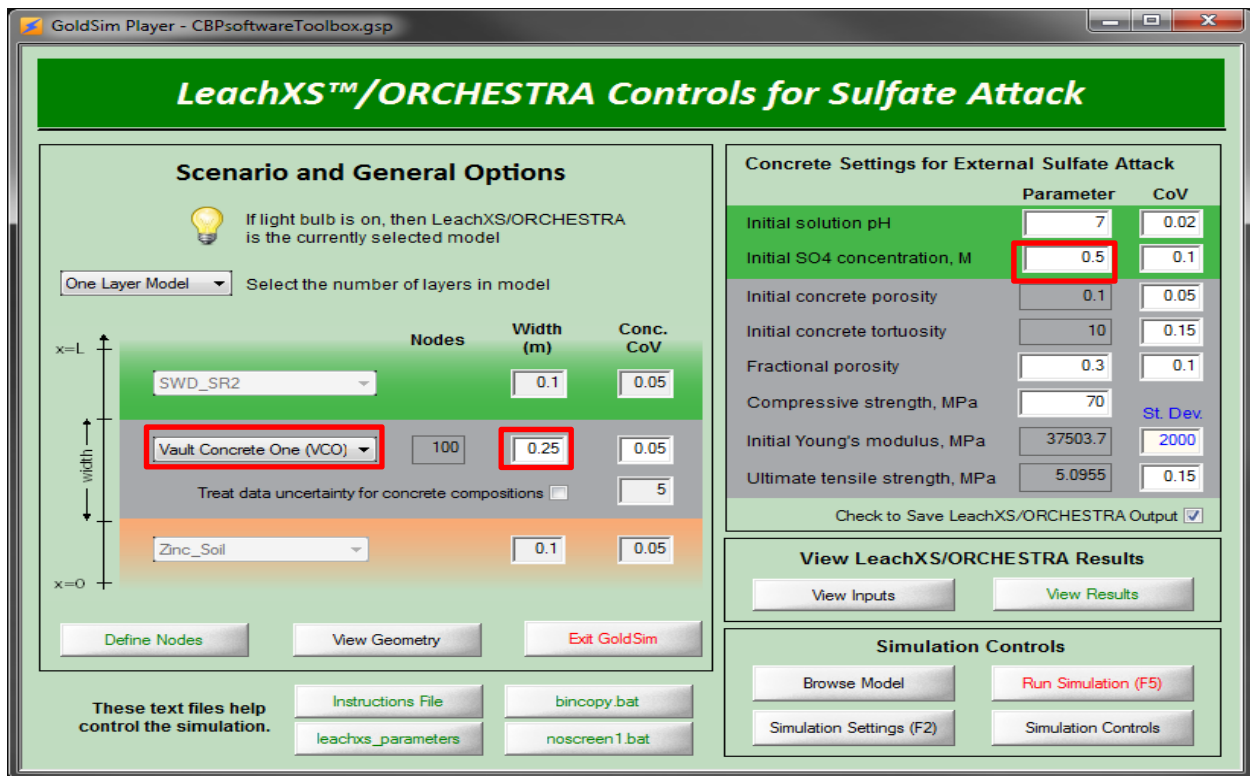 GoldSim Player - CBPsoftwareToolbox.gsp
LeachXS™/ORCHESTRA Controls for Sulfate Attack
Scenario and General Options
If light bulb is on, then LeachXS/ORCHESTRA
is the currently selected model
One Layer Model Select the number of layers in model
Nodes Width (m) Conc. CoV
x=L
SWD_SR2 0.1 0.05
width
Vault Concrete One (VCO) 100 0.25 0.05
Treat data uncertainty for concrete compositions 5
Zinc_Soil 0.1 0.05
x=0
Define Nodes View Geometry Exit GoldSim
These text files help
control the simulation.
Instructions File bincopy.bat
leachxs_parameters noscreen1.bat
Concrete Settings for External Sulfate Attack
Parameter CoV
Initial solution pH 7 0.02
Initial SO4 concentration, M 0.5 0.1
Initial concrete porosity 0.1 0.05
Initial concrete tortuosity 10 0.15
Fractional porosity 0.3 0.1
Compressive strength, MPa 70 St. Dev.
Initial Young's modulus, MPa 37503.7 2000
Ultimate tensile strength, MPa 5.0955 0.15
Check to Save LeachXS/ORCHESTRA Output
View LeachXS/ORCHESTRA Results
View Inputs View Results
Simulation Controls
Browse Model Run Simulation (F5)
Simulation Settings (F2) Simulation Controls